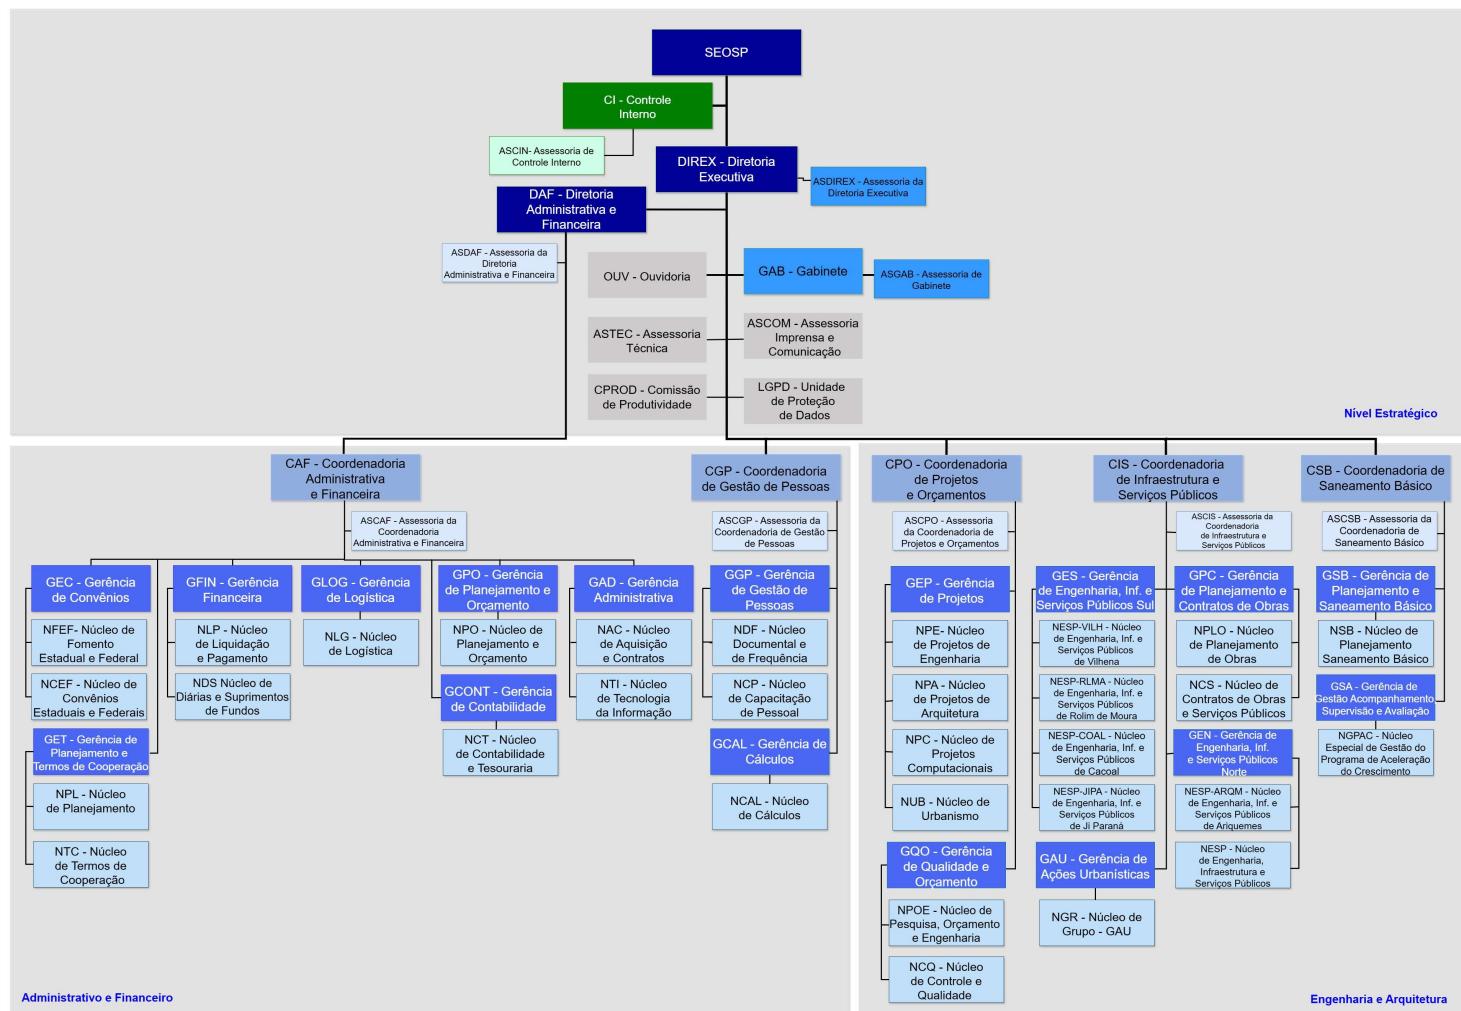 SEOSP
CI - Controle
Interno
ASCIN- Assessoria de
Controle Interno
DIREX - Diretoria
Executiva
ASDIREX - Assessoria da
Diretoria Executiva
DAF - Diretoria
Administrativa e
Financeira
ASDAF - Assessoria da
Diretoria
Administrativa e Financeira
OUV - Ouvidoria
GAB - Gabinete
ASGAB - Assessoria de
Gabinete
ASTEC - Assessoria
Técnica
ASCOM - Assessoria
Imprensa e
Comunicação
CPROD - Comissão
de Produtividade
LGPD - Unidade
de Proteção
de Dados
Nível Estratégico
CAF - Coordenadoria
Administrativa
e Financeira
ASCAF - Assessoria da
Coordenadoria
Administrativa e Financeira
GEC - Gerência
de Convênios
NFEF- Núcleo de
Fomento
Estadual e Federal
NCEF - Núcleo de
Convênios
Estaduais e Federais
GET - Gerência de
Planejamento e
Termos de Cooperação
NPL - Núcleo
de Planejamento
NTC - Núcleo
de Termos de
Cooperação
GFIN - Gerência
Financeira
NLP - Núcleo
de Liquidação
e Pagamento
NDS Núcleo de
Diárias e Suprimentos
de Fundos
GLOG - Gerência
de Logística
NLG - Núcleo
de Logística
GPO - Gerência
de Planejamento e
Orçamento
NPO - Núcleo de
Planejamento e
Orçamento
GCONT - Gerência
de Contabilidade
NCT - Núcleo
de Contabilidade
e Tesouraria
GAD - Gerência
Administrativa
NAC - Núcleo
de Aquisição
e Contratos
NTI - Núcleo
de Tecnologia
da Informação
CGP - Coordenadoria
de Gestão de Pessoas
ASCGP - Assessoria da
Coordenadoria de Gestão
de Pessoas
GGP - Gerência
de Gestão de
Pessoas
NDF - Núcleo
Documental e
de Frequência
NCP - Núcleo
de Capacitação
de Pessoal
GCAL - Gerência de
Cálculos
NCAL - Núcleo
de Cálculos
Administrativo e Financeiro
CPO - Coordenadoria
de Projetos
e Orçamentos
ASCPO - Assessoria
da Coordenadoria de
Projetos e Orçamentos
GEP - Gerência
de Projetos
NPE- Núcleo
de Projetos de
Engenharia
NPA - Núcleo
de Projetos de
Arquitetura
NPC - Núcleo de
Projetos
Computacionais
NUB - Núcleo de
Urbanismo
GQO - Gerência
de Qualidade e
Orçamento
NPOE - Núcleo de
Pesquisa, Orçamento
e Engenharia
NCQ - Núcleo
de Controle e
Qualidade
CIS - Coordenadoria
de Infraestrutura e
Serviços Públicos
ASCIS - Assessoria da
Coordenadoria
de Infraestrutura e
Serviços Públicos
GES - Gerência
de Engenharia, Inf. e
Serviços Públicos Sul
NESP-VILH - Núcleo
de Engenharia, Inf. e
Serviços Públicos
de Vilhena
NESP-RLMA - Núcleo
de Engenharia, Inf. e
Serviços Públicos
de Rolim de Moura
NESP-COAL - Núcleo
de Engenharia, Inf. e
Serviços Públicos
de Cacoal
NESP-JIPA - Núcleo
de Engenharia, Inf. e
Serviços Públicos
de Ji Paraná
GAU - Gerência de
Ações Urbanísticas
NGR - Núcleo de
Grupo - GAU
GPC - Gerência
de Planejamento e
Contratos de Obras
NPLO - Núcleo
de Planejamento
de Obras
NCS - Núcleo de
Contratos de Obras
e Serviços Públicos
GEN - Gerência de
Engenharia, Inf.
e Serviços Públicos
Norte
NESP-ARQM - Núcleo
de Engenharia, Inf. e
Serviços Públicos
de Ariquemes
NESP - Núcleo
de Engenharia,
Infraestrutura e
Serviços Públicos
CSB - Coordenadoria de
Saneamento Básico
ASCSB - Assessoria da
Coordenadoria de
Saneamento Básico
GSB - Gerência de
Planejamento e
Saneamento Básico
NSB - Núcleo de
Planejamento
Saneamento Básico
GSA - Gerência de
Gestão Acompanhamento
Supervisão e Avaliação
NGPAC - Núcleo
Especial de Gestão do
Programa de Aceleração
do Crescimento
Engenharia e Arquitetura